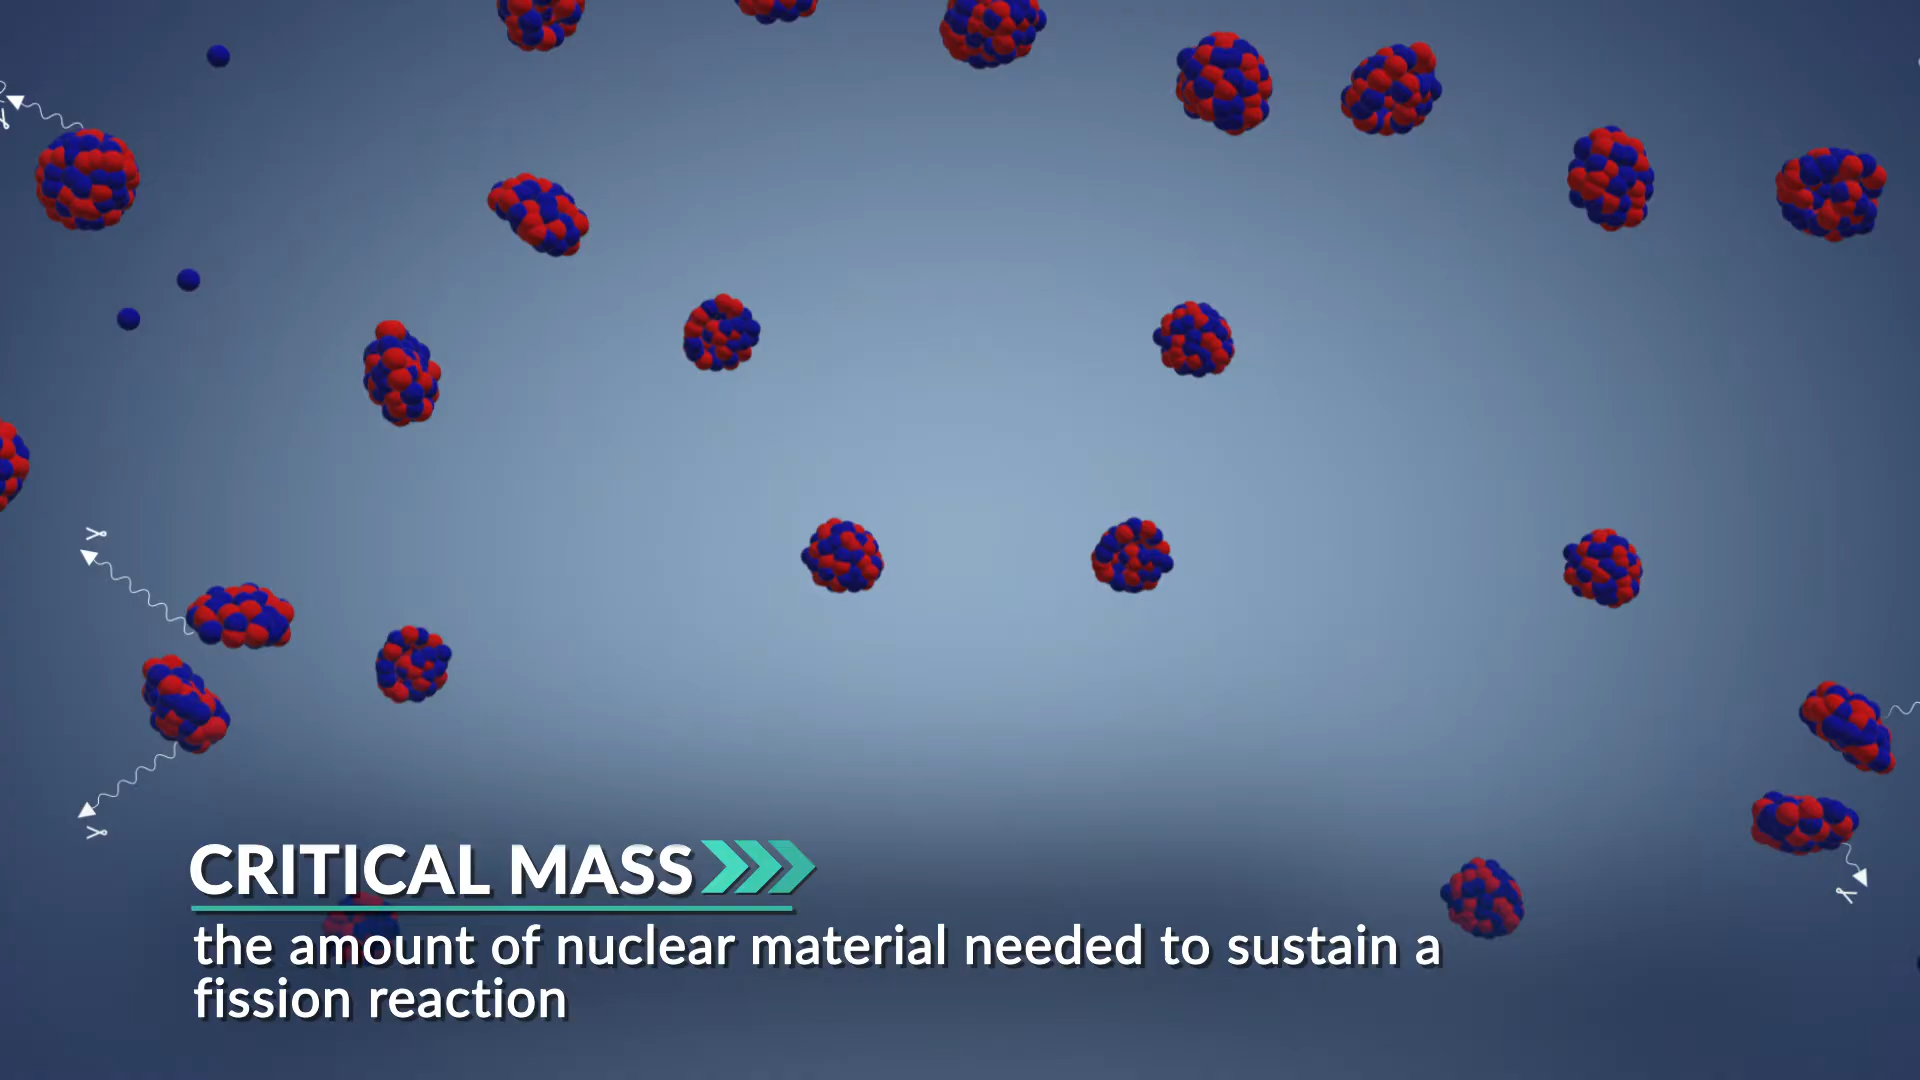 γ
γ
γ
γ
CRITICAL MASS
the amount of nuclear material needed to sustain a
fission reaction